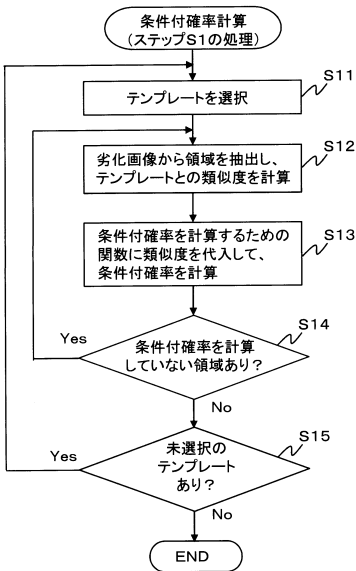 条件付確率計算
(ステップS1の処理)
S11
テンプレートを選択
S12
劣化画像から領域を抽出し、
テンプレートとの類似度を計算
S13
条件付確率を計算するための
関数に類似度を代入して、
条件付確率を計算
S14
Yes
条件付確率を計算
していない領域あり?
No
S15
Yes
未選択の
テンプレート
あり?
No
END